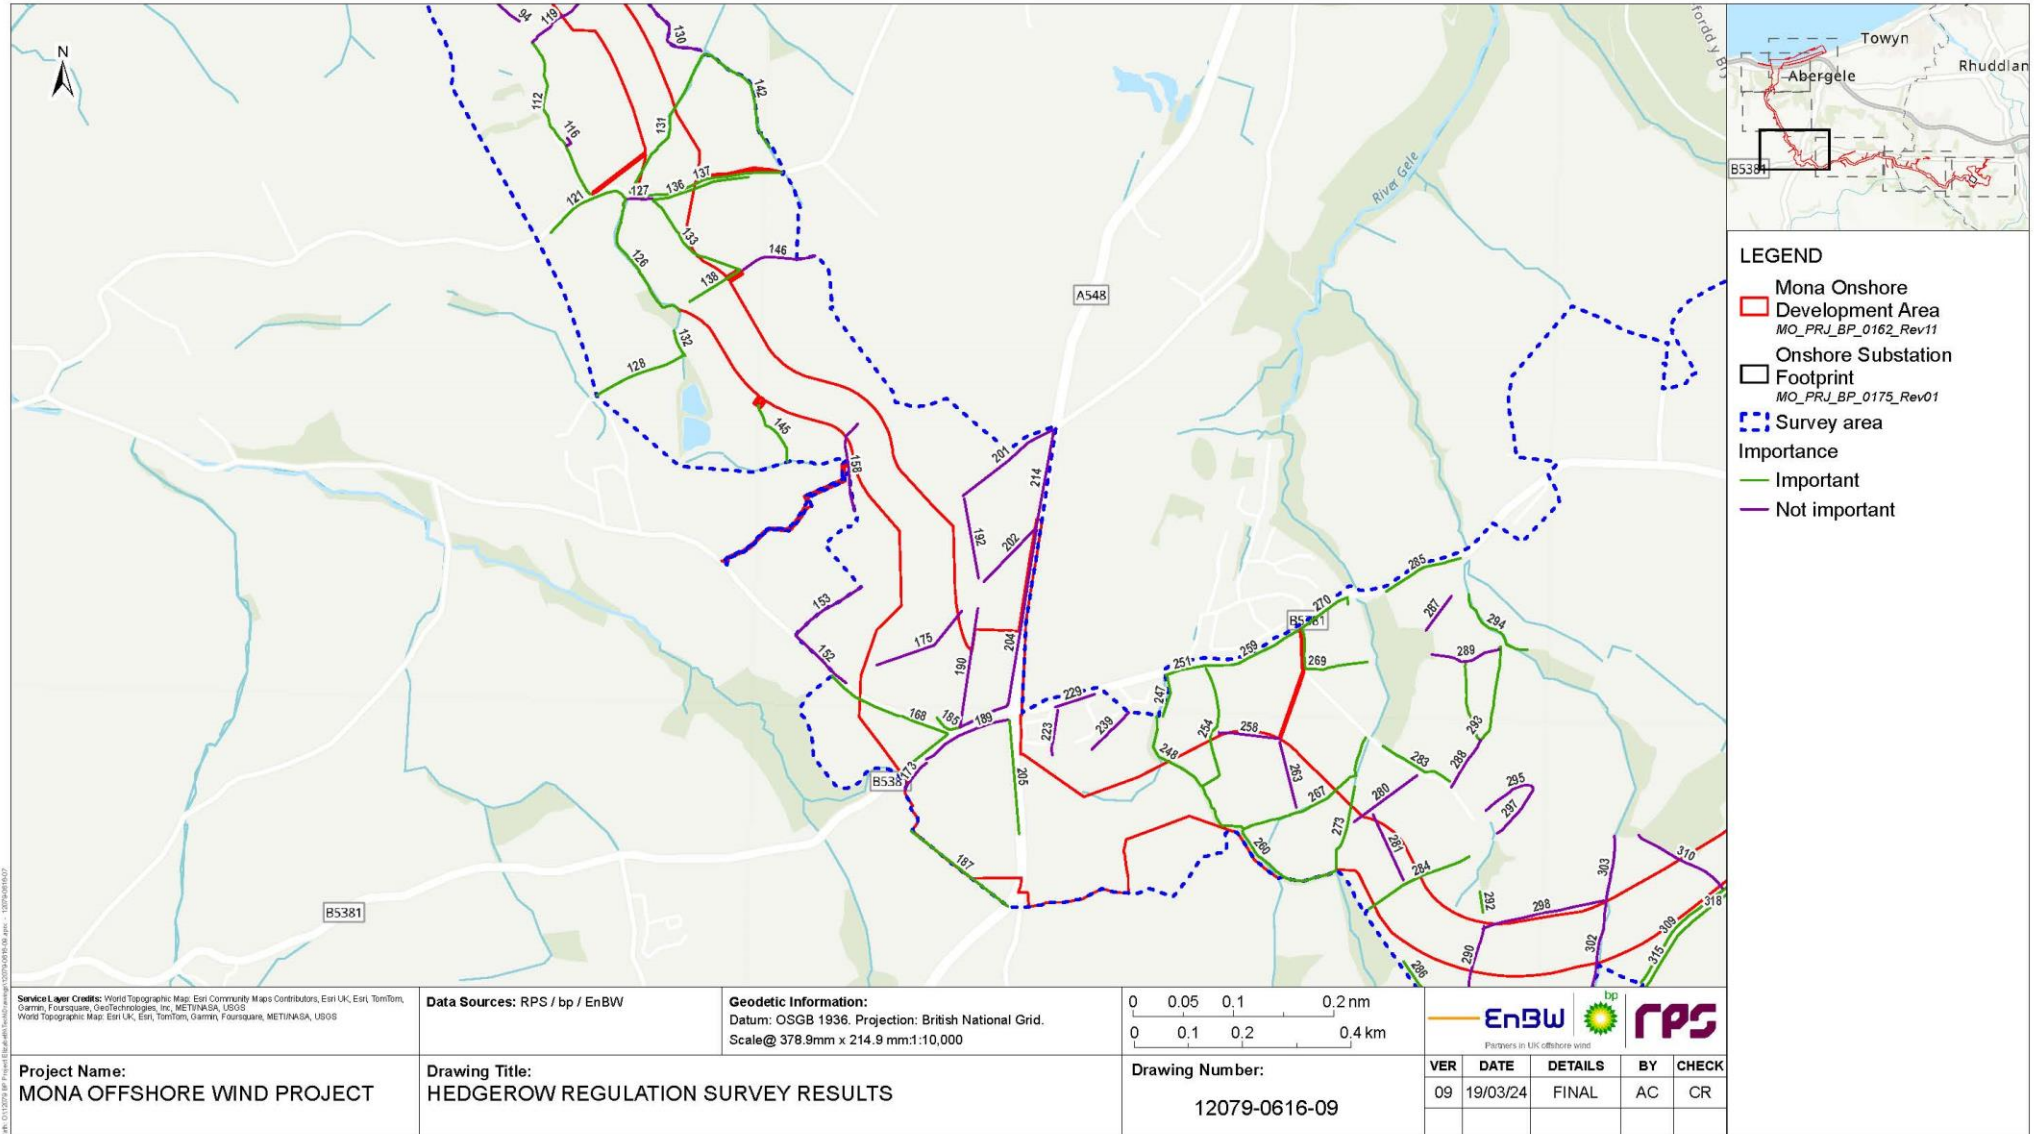 N
94
119
130
112
116
131
142
121
127
136
137
126
133
138
146
132
128
145
158
A548
River Gele
fordd y B
201
214
192
202
153
152
175
190
204
168
185
189
173
B538
205
187
B5381
229
223
239
247
251
259
270
B5381
269
285
254
248
258
263
267
260
273
280
281
283
284
286
287
289
294
293
288
295
297
292
298
290
303
302
310
309
315
318
Towyn
Abergele
Rhuddlan
B5381
LEGEND
Mona Onshore
Development Area
MO_PRJ_BP_0162_Rev11
Onshore Substation
Footprint
MO_PRJ_BP_0175_Rev01
Survey area
Importance
Important
Not important
Service Layer Credits: World Topographic Map: Esri Community Maps Contributors, Esri UK, Esri, TomTom,
Garmin, Foursquare, GeoTechnologies, Inc, METI/NASA, USGS
World Topographic Map: Esri UK, Esri, TomTom, Garmin, Foursquare, METI/NASA, USGS
Data Sources: RPS / bp / EnBW
Geodetic Information:
Datum: OSGB 1936. Projection: British National Grid.
Scale@ 378.9mm x 214.9 mm:1:10,000
0 0.05 0.1 0.2 nm
0 0.1 0.2 0.4 km
EnBW bp rps
Partners in UK offshore wind
Project Name:
MONA OFFSHORE WIND PROJECT
Drawing Title:
HEDGEROW REGULATION SURVEY RESULTS
Drawing Number:
12079-0616-09
VER DATE DETAILS BY CHECK
09 19/03/24 FINAL AC CR